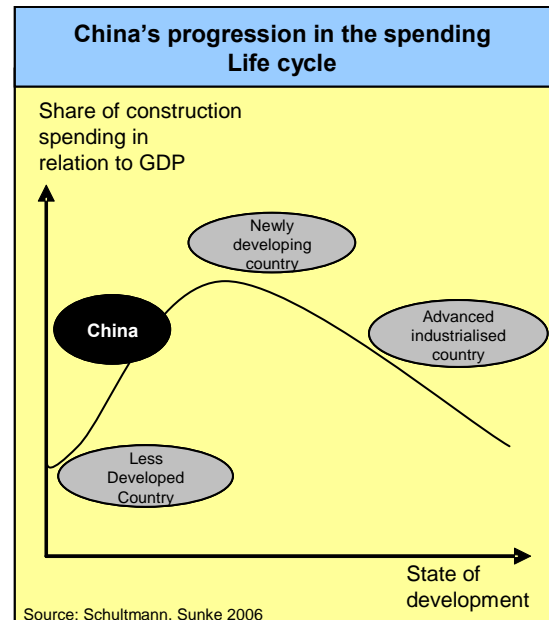 China’s progression in the spending
Life cycle
Share of construction
spending in
relation to GDP
Newly
developing
country
China
Advanced
industrialised
country
Less
Developed
Country
State of
development
Source: Schultmann, Sunke 2006